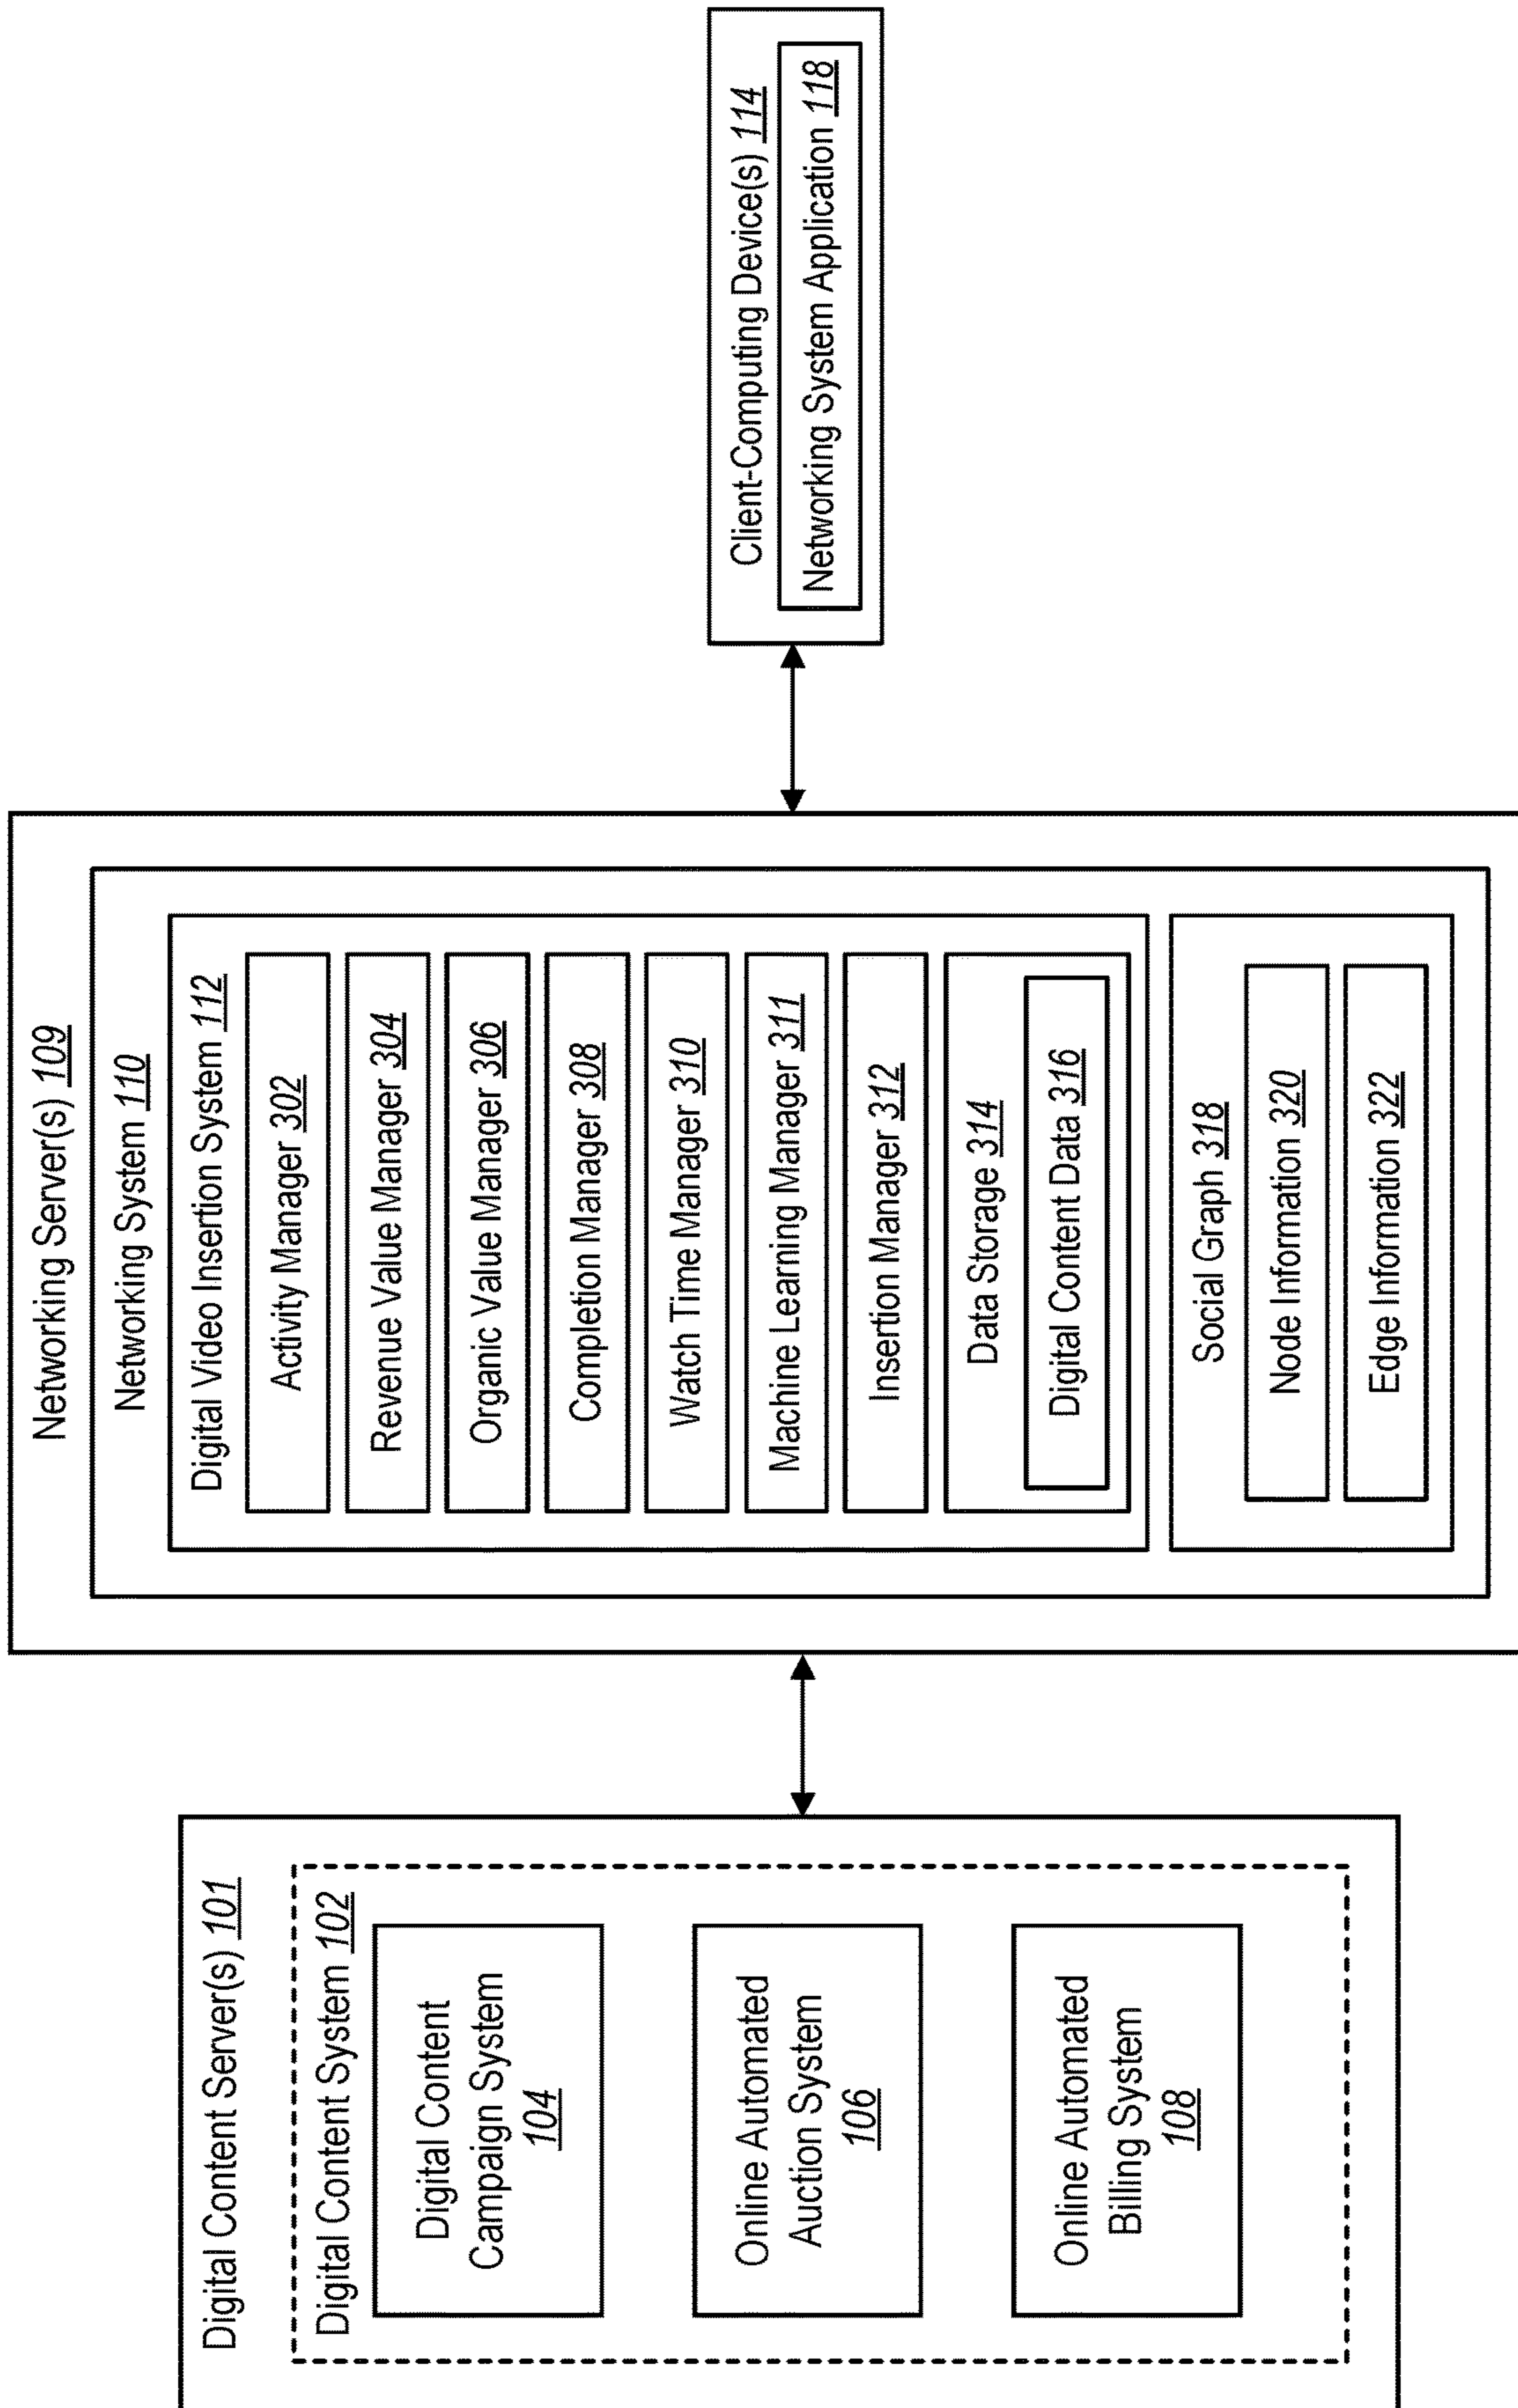 Digital Content Server(s) 101
Digital Content System 102
Digital Content
Campaign System
104
Online Automated
Auction System
106
Online Automated
Billing System
108
Networking Server(s) 109
Networking System 110
Digital Video Insertion System 112
Activity Manager 302
Revenue Value Manager 304
Organic Value Manager 306
Completion Manager 308
Watch Time Manager 310
Machine Learning Manager 311
Insertion Manager 312
Data Storage 314
Digital Content Data 316
Social Graph 318
Node Information 320
Edge Information 322
Client-Computing Device(s) 114
Networking System Application 118